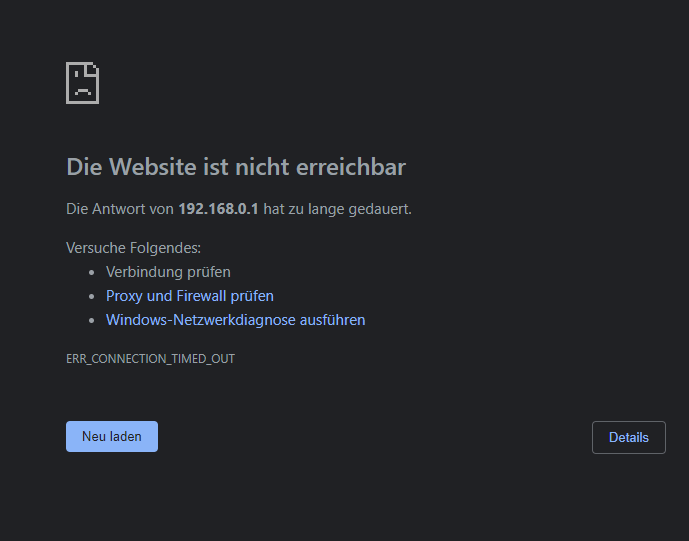 Die Website ist nicht erreichbar
Die Antwort von 192.168.0.1 hat zu lange gedauert.
Versuche Folgendes:
• Verbindung prüfen
• Proxy und Firewall prüfen
• Windows-Netzwerkdiagnose ausführen
ERR_CONNECTION_TIMED_OUT
Neu laden
Details